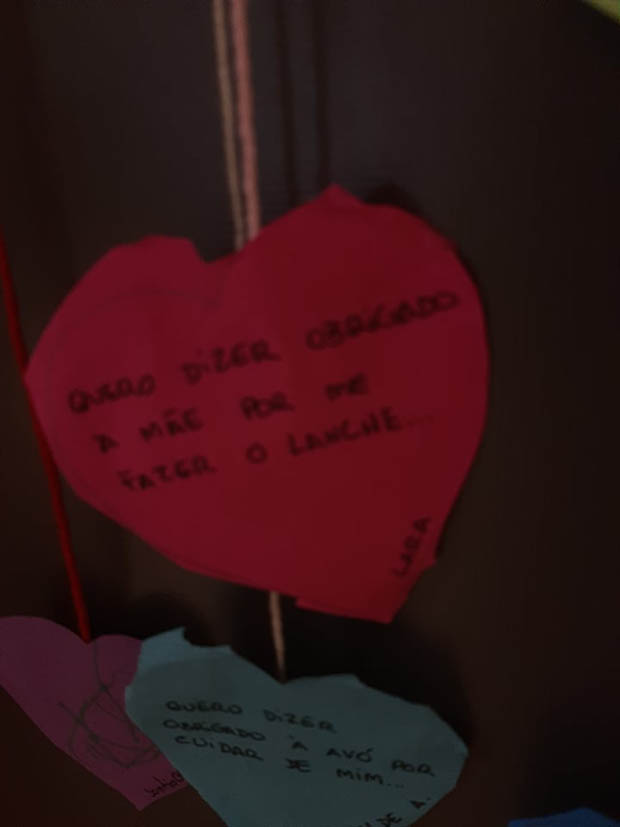 QUERO DIZER OBRIGADO
À MÃE POR ME
FAZER O LANCHE...
LARA
QUERO DIZER
OBRIGADO À AVÓ POR
CUIDAR DE MIM...